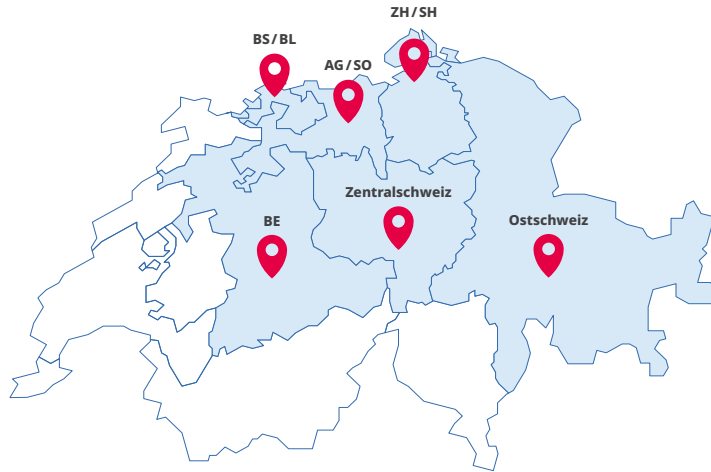 ZH / SH
BS / BL
AG / SO
Zentralschweiz
BE
Ostschweiz